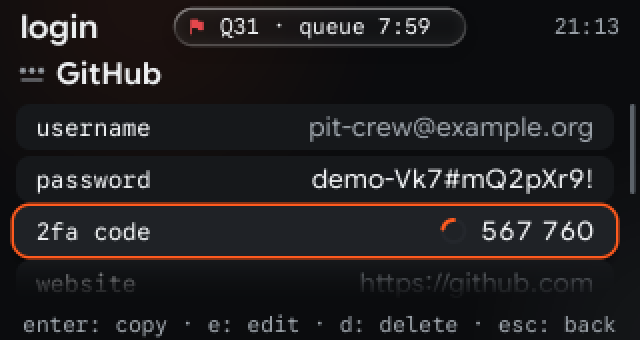 login Q31 · queue 7:59 21:13
GitHub
username pit-crew@example.org
password demo-Vk7#mQ2pXr9!
2fa code 567 760
website https://github.com
enter: copy · e: edit · d: delete · esc: back